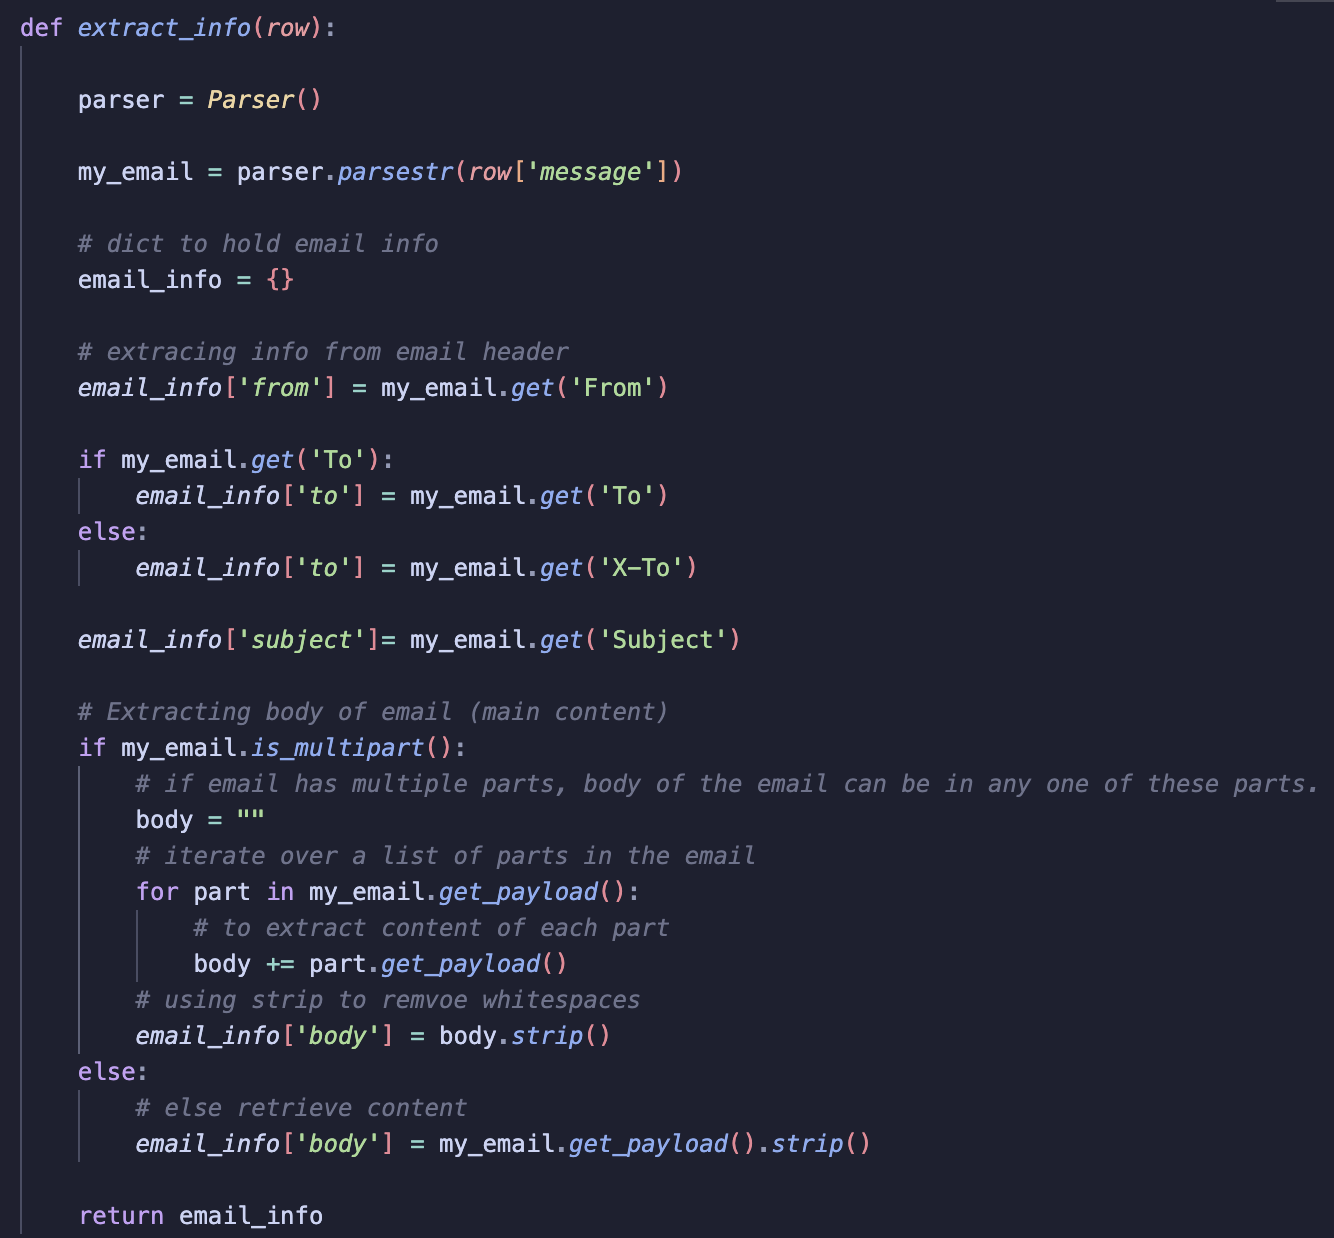 def extract_info(row):
    parser = Parser()
    my_email = parser.parsestr(row['message'])
    # dict to hold email info
    email_info = {}
    # extracing info from email header
    email_info['from'] = my_email.get('From')
    if my_email.get('To'):
        email_info['to'] = my_email.get('To')
    else:
        email_info['to'] = my_email.get('X-To')
    email_info['subject']= my_email.get('Subject')
    # Extracting body of email (main content)
    if my_email.is_multipart():
        # if email has multiple parts, body of the email can be in any one of these parts.
        body = ""
        # iterate over a list of parts in the email
        for part in my_email.get_payload():
            # to extract content of each part
            body += part.get_payload()
        # using strip to remvoe whitespaces
        email_info['body'] = body.strip()
    else:
        # else retrieve content
        email_info['body'] = my_email.get_payload().strip()
    return email_info